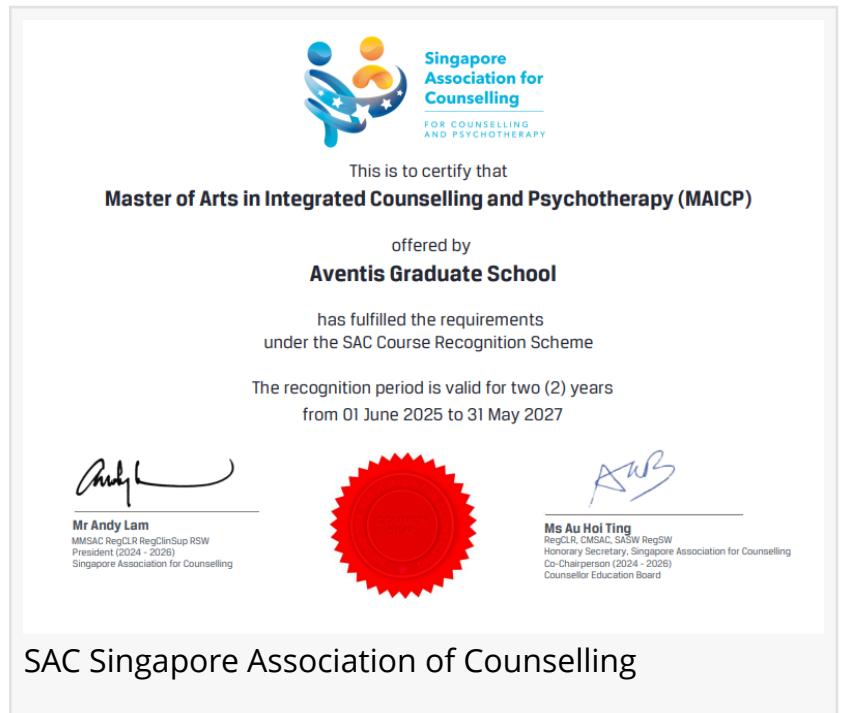 Singapore
Association for
Counselling
FOR COUNSELLING
AND PSYCHOTHERAPY
This is to certify that
Master of Arts in Integrated Counselling and Psychotherapy (MAICP)
offered by
Aventis Graduate School
has fulfilled the requirements
under the SAC Course Recognition Scheme
The recognition period is valid for two (2) years
from 01 June 2025 to 31 May 2027
Mr Andy Lam
MMSAC RegCLR RegClinSup RSW
President (2024 - 2026)
Singapore Association for Counselling
Ms Au Hoi Ting
RegCLR, CMSAC, SASW RegSW
Honorary Secretary, Singapore Association for Counselling
Co-Chairperson (2024 - 2026)
Counsellor Education Board
SAC Singapore Association of Counselling